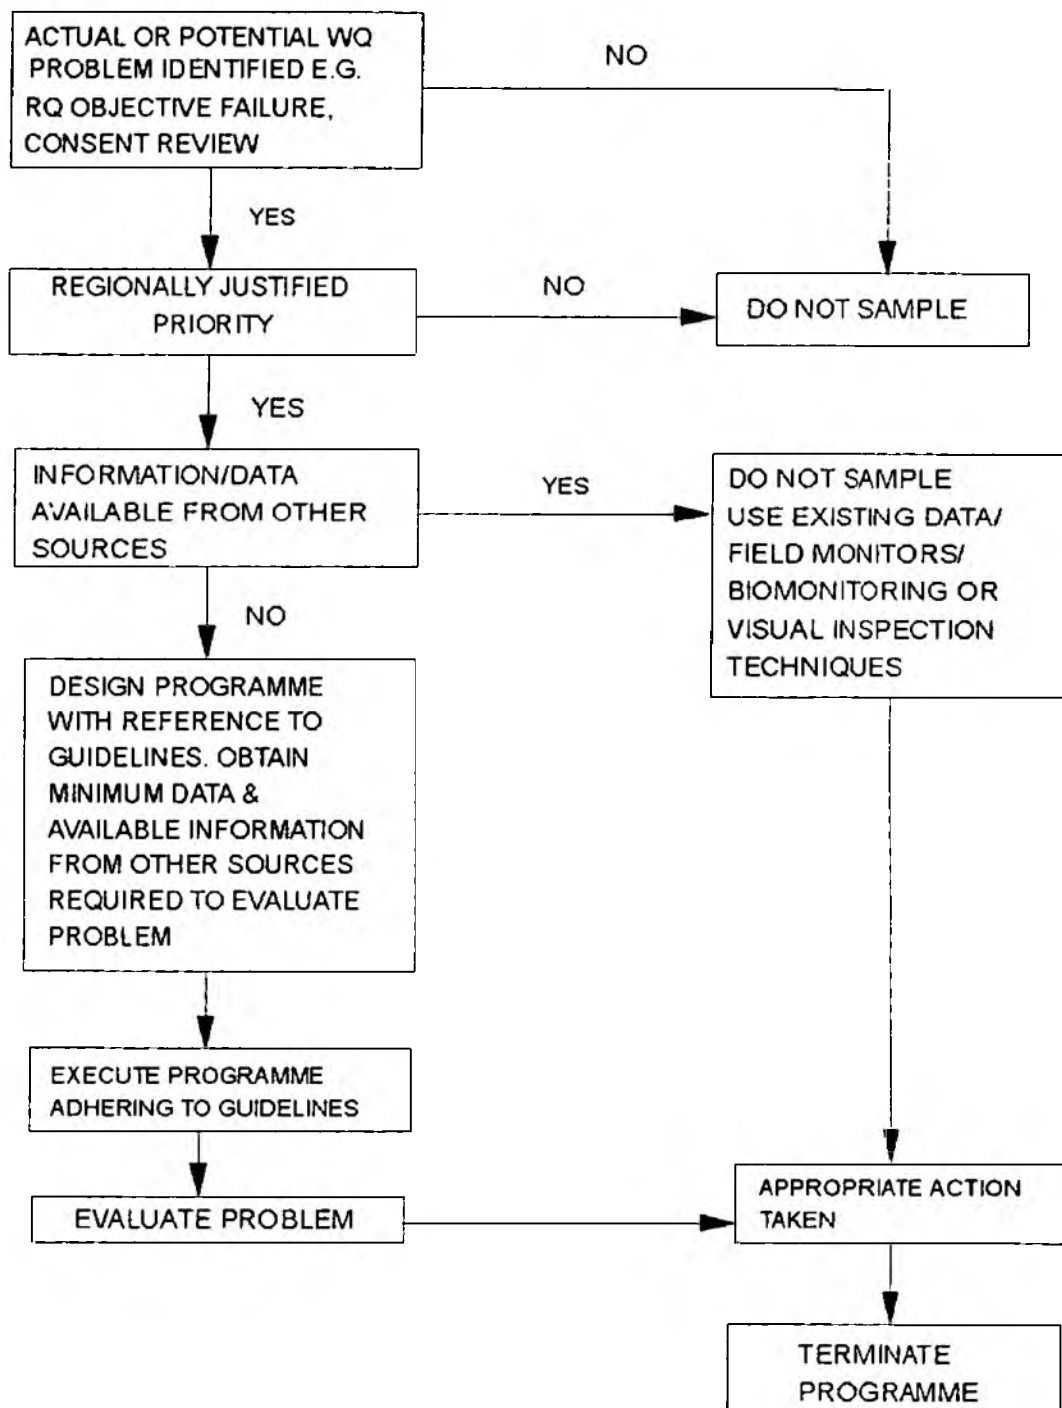 ACTUAL OR POTENTIAL WQ
PROBLEM IDENTIFIED E.G.
RQ OBJECTIVE FAILURE,
CONSENT REVIEW
NO
YES
REGIONALLY JUSTIFIED
PRIORITY
NO
DO NOT SAMPLE
YES
INFORMATION/DATA
AVAILABLE FROM OTHER
SOURCES
YES
DO NOT SAMPLE
USE EXISTING DATA/
FIELD MONITORS/
BIOMONITORING OR
VISUAL INSPECTION
TECHNIQUES
NO
DESIGN PROGRAMME
WITH REFERENCE TO
GUIDELINES. OBTAIN
MINIMUM DATA &
AVAILABLE INFORMATION
FROM OTHER SOURCES
REQUIRED TO EVALUATE
PROBLEM
EXECUTE PROGRAMME
ADHERING TO GUIDELINES
EVALUATE PROBLEM
APPROPRIATE ACTION
TAKEN
TERMINATE
PROGRAMME